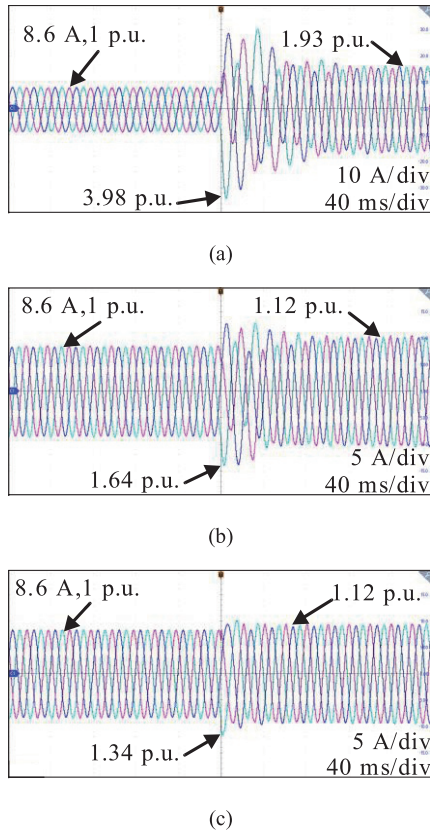 8.6 A,1 p.u.
1.93 p.u.
3.98 p.u.
10 A/div
40 ms/div
(a)
8.6 A,1 p.u.
1.12 p.u.
1.64 p.u.
5 A/div
40 ms/div
(b)
8.6 A,1 p.u.
1.12 p.u.
1.34 p.u.
5 A/div
40 ms/div
(c)